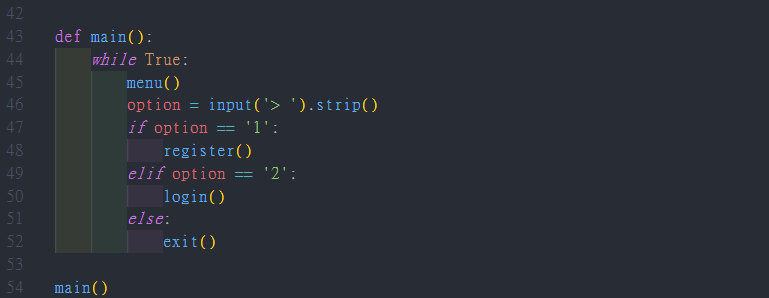 42
43 def main():
44     while True:
45         menu()
46         option = input('> ').strip()
47         if option == '1':
48             register()
49         elif option == '2':
50             login()
51         else:
52             exit()
53
54 main()